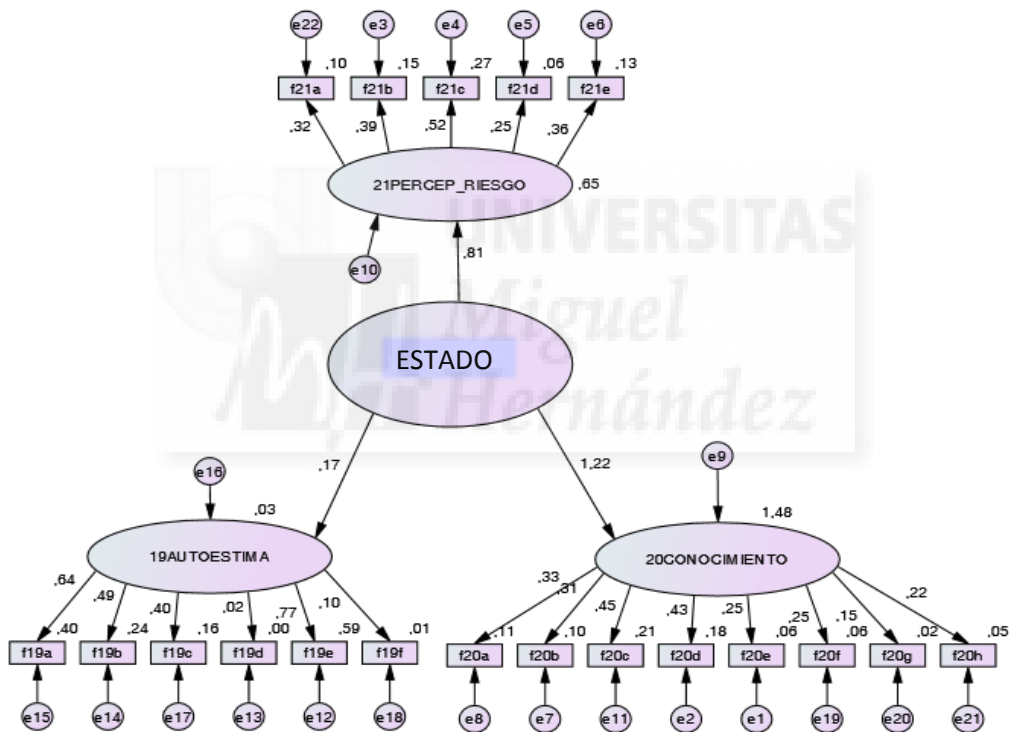 e22 e3 e4 e5 e6
,10 ,15 ,27 ,06 ,13
f21a f21b f21c f21d f21e
,32 ,39 ,52 ,25 ,36
21PERCEP_RIESGO ,65
UNIVERSITAS
e10 ,81
Miguel
ESTADO
Hernández
e16 ,17 1,22 e9
,03 1,48
19AUTOESTIMA 20CONOCIMIENTO
,64 ,49 ,40 ,02 ,77 ,10 ,33 ,31 ,45 ,43 ,25 ,25 ,15 ,22
,40 ,24 ,16 ,00 ,59 ,01 ,11 ,10 ,21 ,18 ,06 ,06 ,02 ,05
f19a f19b f19c f19d f19e f19f f20a f20b f20c f20d f20e f20f f20g f20h
e15 e14 e17 e13 e12 e18 e8 e7 e11 e2 e1 e19 e20 e21